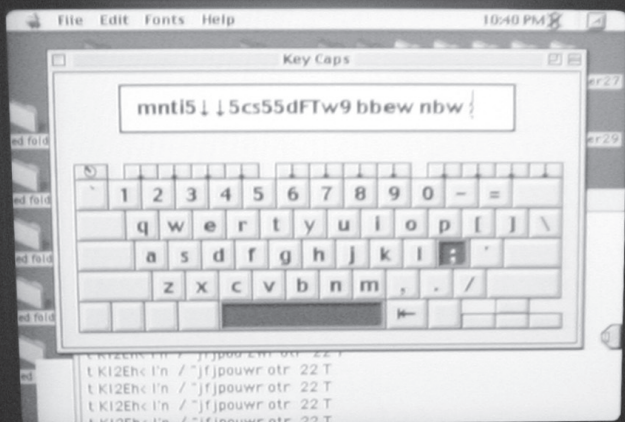 File Edit Fonts Help 10:40 PM
Key Caps
er27
mnti5↓↓5cs55dFTw9 bbew nbw ;
er29
ed fold
` 1 2 3 4 5 6 7 8 9 0 - =
q w e r t y u i o p [ ] \
ed fold
a s d f g h j k l ; '
ed fold
z x c v b n m , . /
ed fold
ed
t KI2Eh< I'n / "jfjpouwr otr 22 T
t KI2Eh< I'n / "jfjpouwr otr 22 T
t KI2Eh< I'n / "jfjpouwr otr 22 T
t KI2Eh< I'n / "jfjpouwr otr 22 T